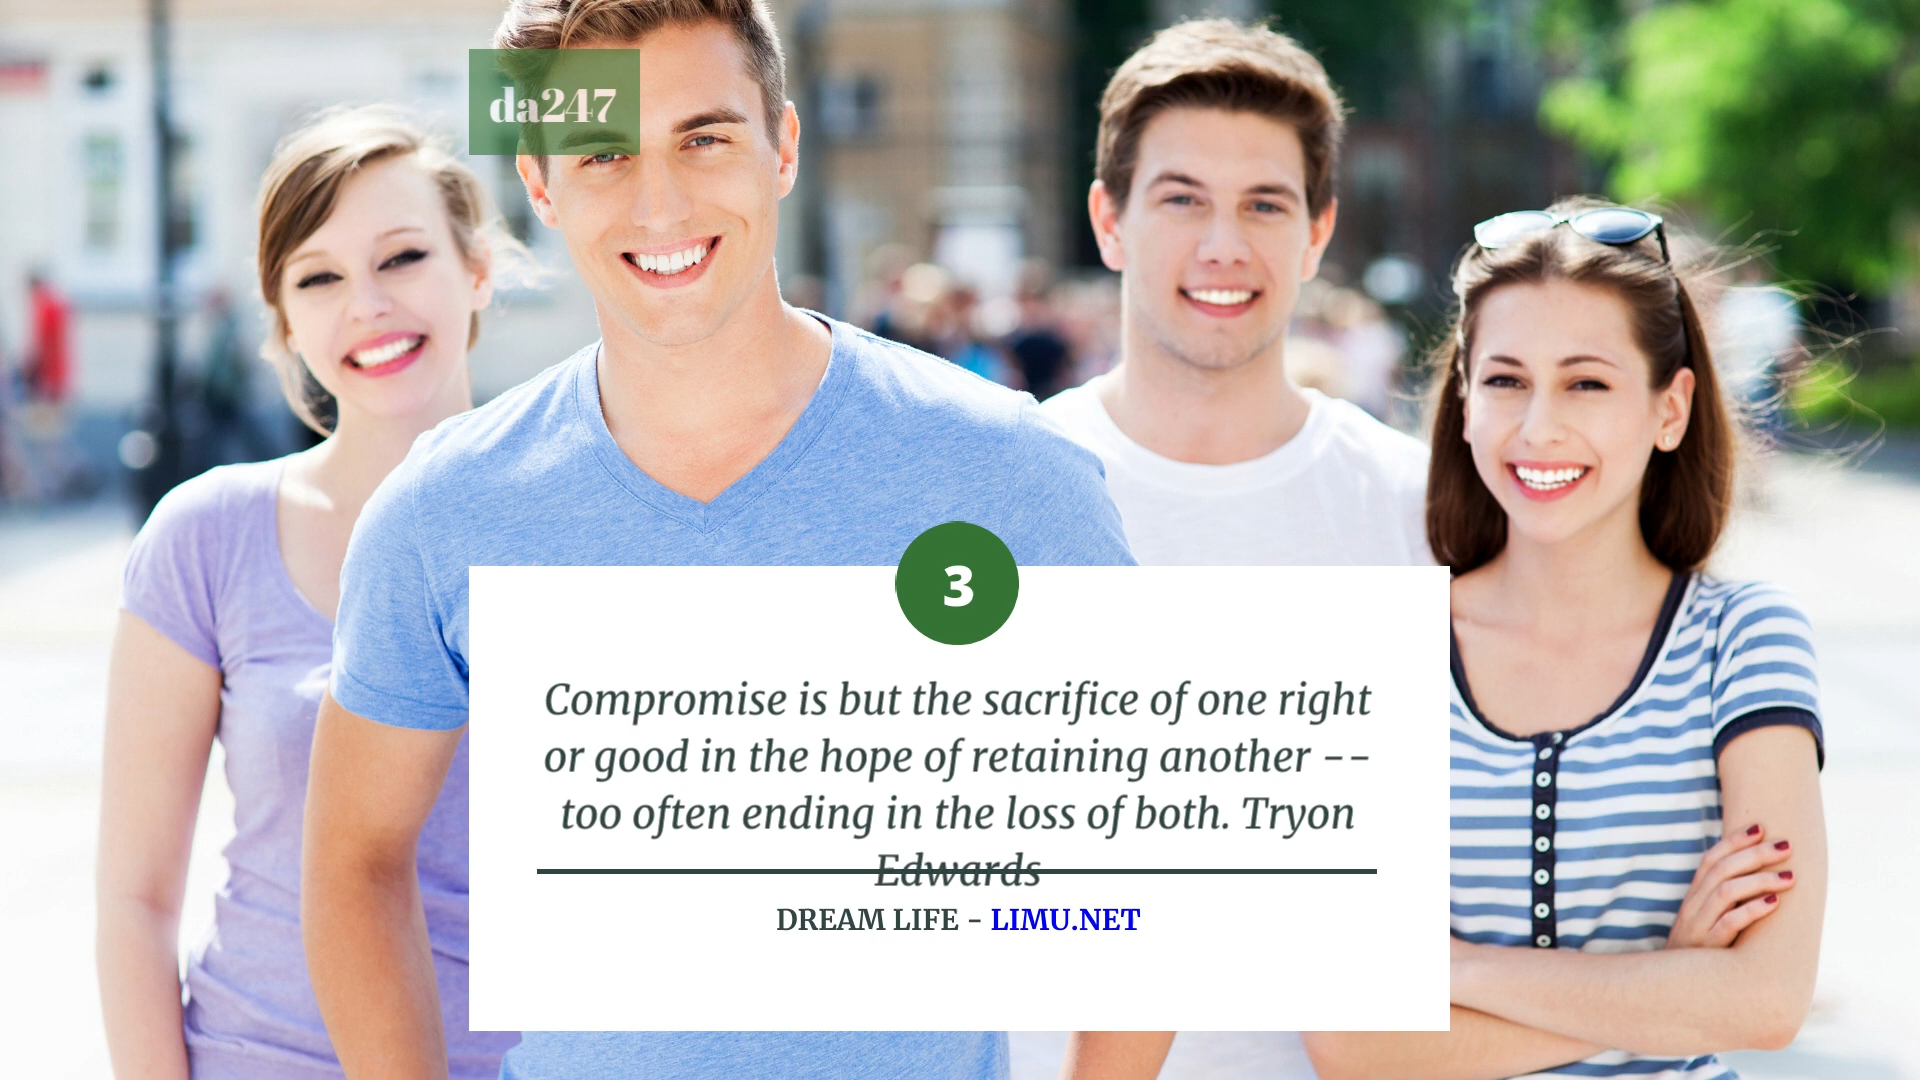 da247
3
Compromise is but the sacrifice of one right
or good in the hope of retaining another --
too often ending in the loss of both. Tryon
Edwards
DREAM LIFE - LIMU.NET